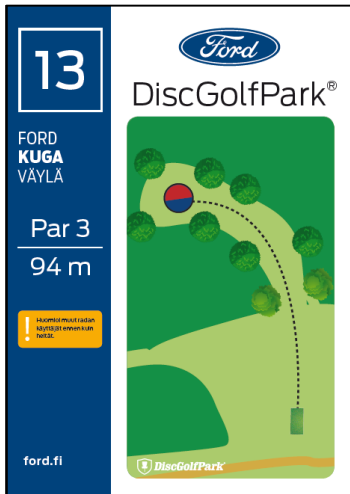 13
Ford
DiscGolfPark®
FORD
KUGA
VÄYLÄ
Par 3
94 m
! Huomioi muut radan
käyttäjät ennen kuin
heität.
ford.fi
DiscGolfPark